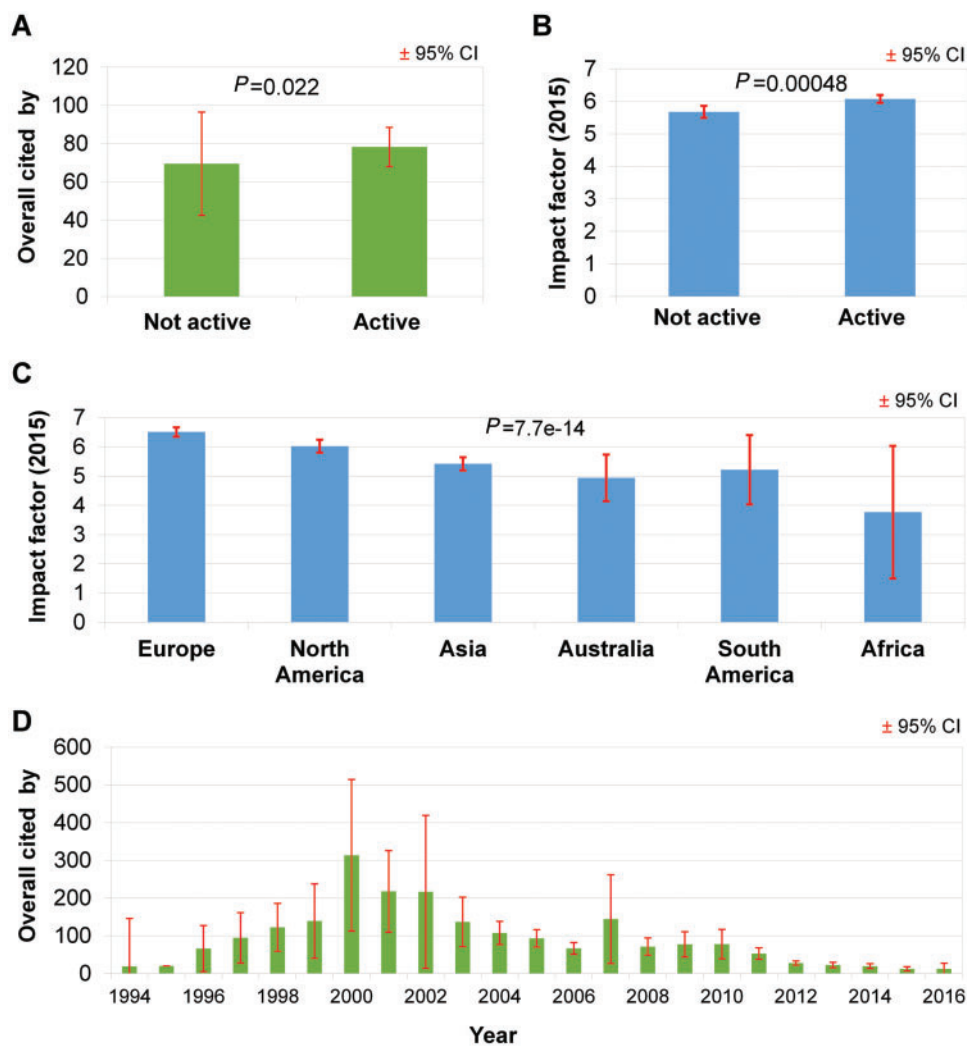 A
± 95% CI
P=0.022
Overall cited by
120
100
80
60
40
20
0
Not active
Active
B
± 95% CI
P=0.00048
Impact factor (2015)
7
6
5
4
3
2
1
0
Not active
Active
C
± 95% CI
P=7.7e-14
Impact factor (2015)
7
6
5
4
3
2
1
0
Europe
North
America
Asia
Australia
South
America
Africa
D
± 95% CI
Overall cited by
600
500
400
300
200
100
0
1994
1996
1998
2000
2002
2004
2006
2008
2010
2012
2014
2016
Year